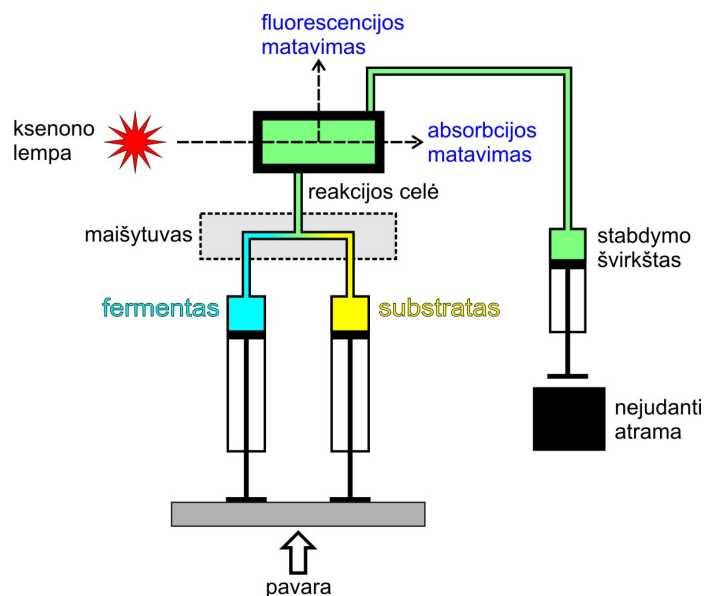 fluorescencijos
matavimas
ksenono
lempa
absorbcijos
matavimas
reakcijos celė
maišytuvas
stabdymo
švirkštas
fermentas
substratas
nejudanti
atrama
pavara